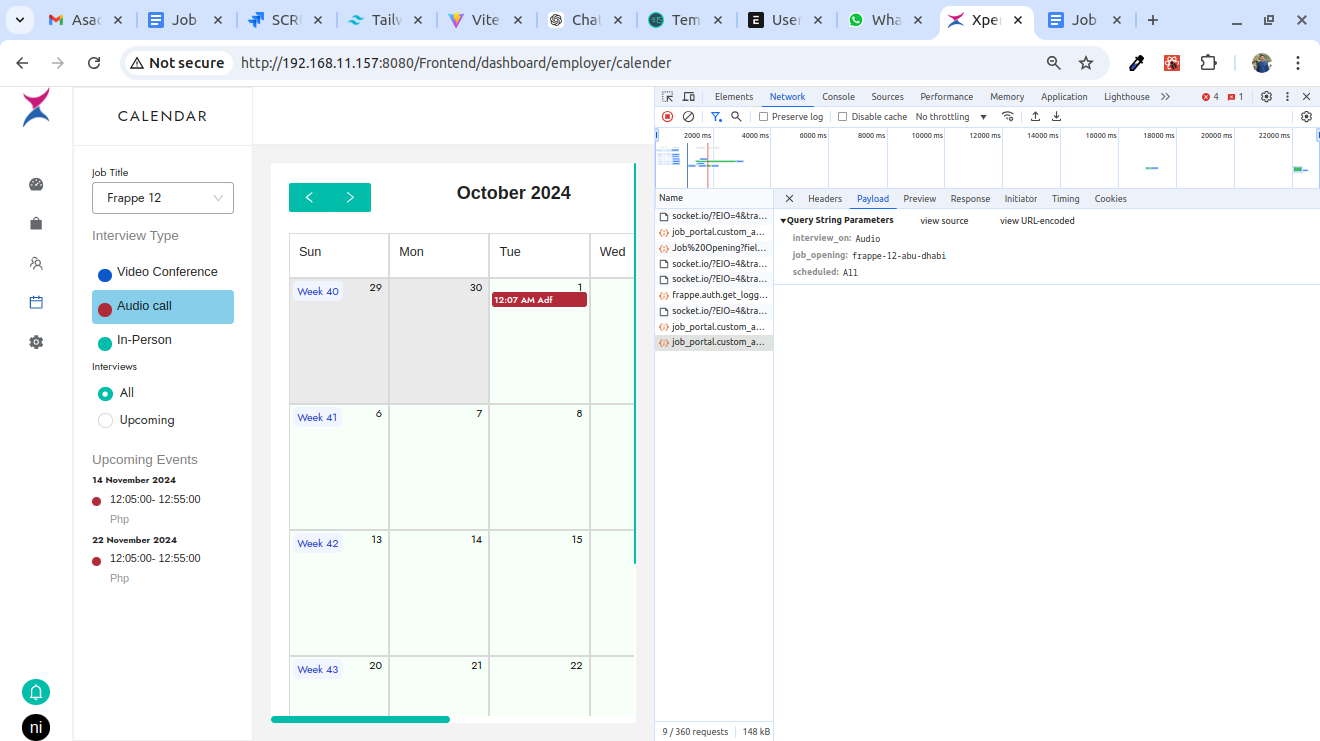 Asac
Job
SCRU
Tailw
Vite
Chat
Tem
User
Wha
Xper
Job
Not secure
http://192.168.11.157:8080/Frontend/dashboard/employer/calender
CALENDAR
Job Title
Frappe 12
Interview Type
Video Conference
Audio call
In-Person
Interviews
All
Upcoming
Upcoming Events
14 November 2024
12:05:00- 12:55:00
Php
22 November 2024
12:05:00- 12:55:00
Php
ni
October 2024
Sun Mon Tue Wed
Week 40 29 30 1
12:07 AM Adf
Week 41 6 7 8
Week 42 13 14 15
Week 43 20 21 22
Elements Network Console Sources Performance Memory Application Lighthouse 4 1
Preserve log Disable cache No throttling
2000 ms 4000 ms 6000 ms 8000 ms 10000 ms 12000 ms 14000 ms 16000 ms 18000 ms 20000 ms 22000 ms
Name
socket.io/?EIO=4&tra...
job_portal.custom_a...
Job%20Opening?fiel...
socket.io/?EIO=4&tra...
socket.io/?EIO=4&tra...
frappe.auth.get_logg...
socket.io/?EIO=4&tra...
job_portal.custom_a...
job_portal.custom_a...
9 / 360 requests 148 kB
Headers Payload Preview Response Initiator Timing Cookies
Query String Parameters view source view URL-encoded
interview_on: Audio
job_opening: frappe-12-abu-dhabi
scheduled: All